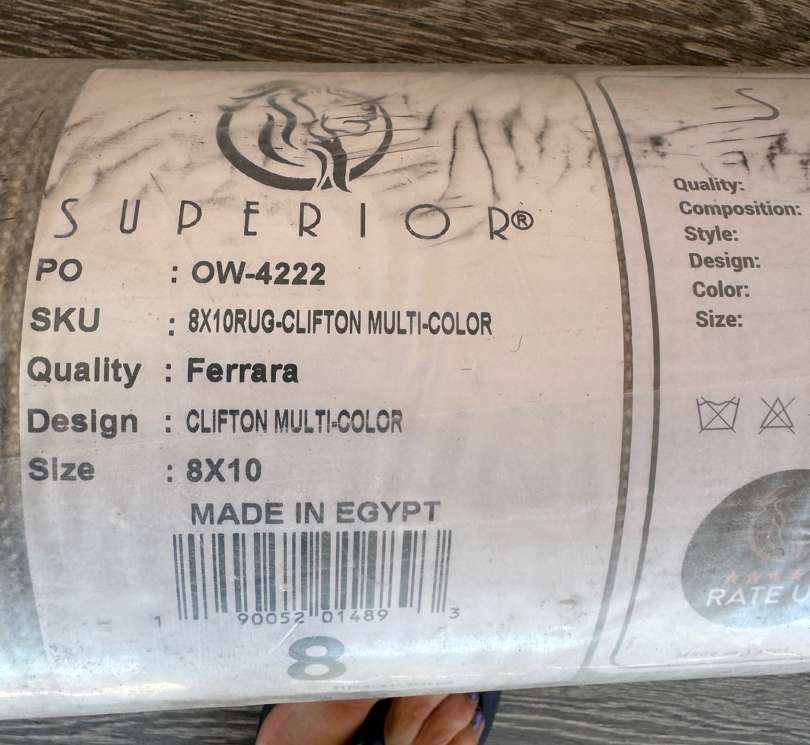 SUPERIOR®
PO : OW-4222
SKU : 8X10RUG-CLIFTON MULTI-COLOR
Quality : Ferrara
Design : CLIFTON MULTI-COLOR
Size : 8X10
MADE IN EGYPT
1 90052 01489 3
8
S
Quality:
Composition:
Style:
Design:
Color:
Size:
RATE U